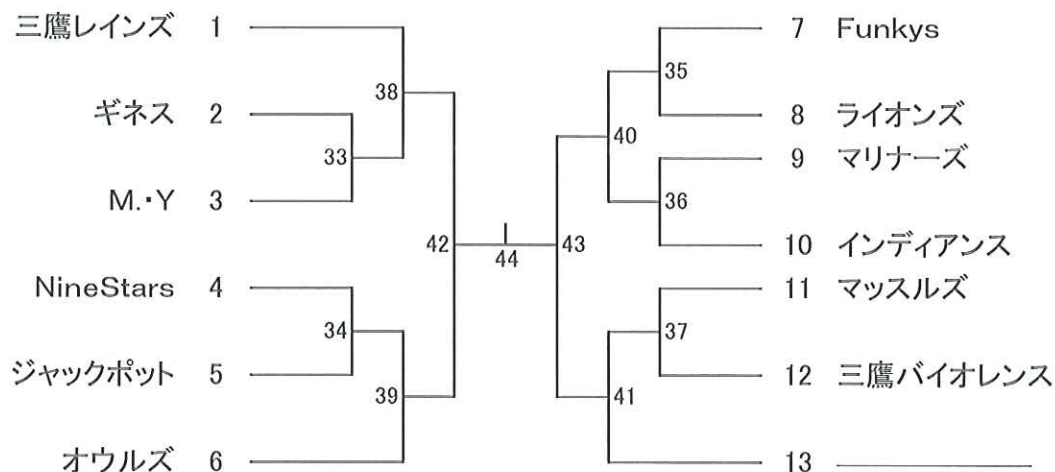 三鷹レインズ 1
38
ギネス 2
33
M.・Y 3
42
NineStars 4
34
ジャックポット 5
39
オウルズ 6
44
7 Funkys
35
8 ライオンズ
40
9 マリナーズ
36
10 インディアンス
43
11 マッスルズ
37
12 三鷹バイオレンス
41
13